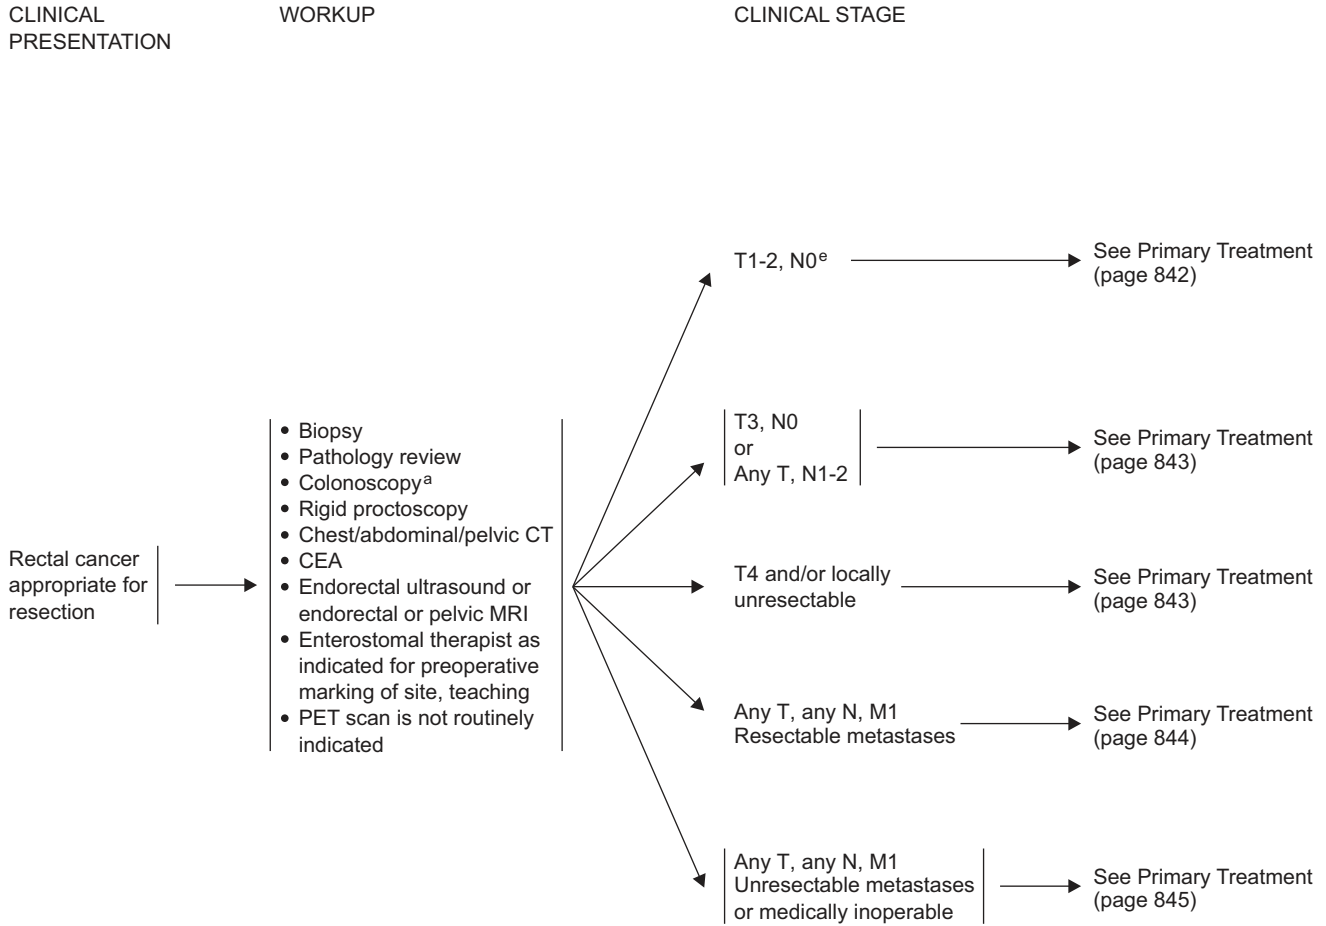 CLINICAL
PRESENTATION
WORKUP
CLINICAL STAGE
Rectal cancer
appropriate for
resection
• Biopsy
• Pathology review
• Colonoscopyᵃ
• Rigid proctoscopy
• Chest/abdominal/pelvic CT
• CEA
• Endorectal ultrasound or
endorectal or pelvic MRI
• Enterostomal therapist as
indicated for preoperative
marking of site, teaching
• PET scan is not routinely
indicated
T1-2, N0ᵉ
See Primary Treatment
(page 842)
T3, N0
or
Any T, N1-2
See Primary Treatment
(page 843)
T4 and/or locally
unresectable
See Primary Treatment
(page 843)
Any T, any N, M1
Resectable metastases
See Primary Treatment
(page 844)
Any T, any N, M1
Unresectable metastases
or medically inoperable
See Primary Treatment
(page 845)